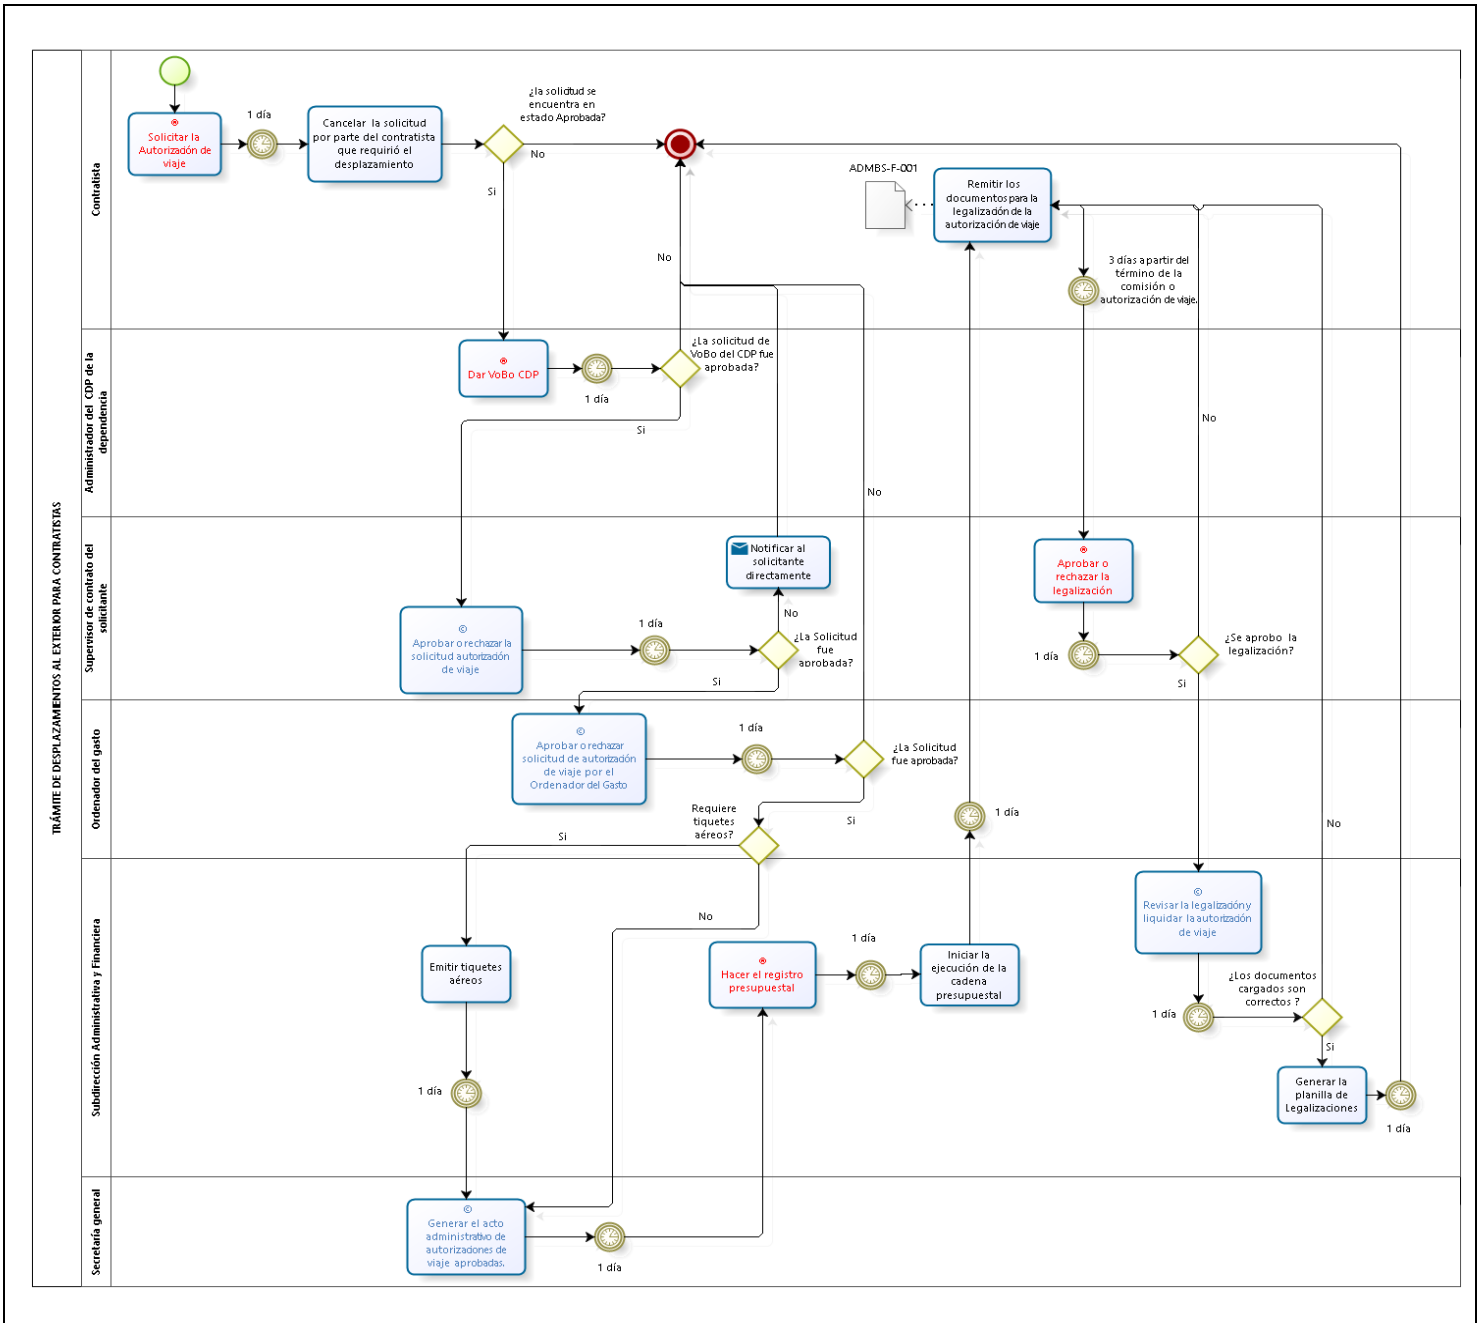 TRÁMITE DE DESPLAZAMIENTOS AL EXTERIOR PARA CONTRATISTAS
Contratista
Solicitar la
Autorización de
viaje
1 día
Cancelar la solicitud
por parte del contratista
que requirió el
desplazamiento
¿la solicitud se
encuentra en
estado Aprobada?
No
Si
ADMBS-F-001
Remitir los
documentos para la
legalización de la
autorización de viaje
No
3 días a partir del
término de la
comisión o
autorización de viaje.
Administrador del CDP de la
dependencia
Dar VoBo CDP
1 día
¿La solicitud de
VoBo del CDP fue
aprobada?
Si
No
No
Supervisor de contrato del
solicitante
Notificar al
solicitante
directamente
No
Aprobar o rechazar la
solicitud autorización
de viaje
1 día
¿La Solicitud
fue
aprobada?
Si
Aprobar o
rechazar la
legalización
1 día
¿Se aprobo la
legalización?
Si
Ordenador del gasto
Aprobar o rechazar
solicitud de autorización
de viaje por el
Ordenador del Gasto
1 día
¿La Solicitud
fue aprobada?
Si
Requiere
tiquetes
aéreos?
Si
1 día
No
Subdirección Administrativa y Financiera
No
Emitir tiquetes
aéreos
1 día
Hacer el registro
presupuestal
1 día
Iniciar la
ejecución de la
cadena
presupuestal
Revisar la legalización y
liquidar la autorización
de viaje
1 día
¿Los documentos
cargados son
correctos ?
Si
Generar la
planilla de
Legalizaciones
1 día
Secretaría general
Generar el acto
administrativo de
autorizaciones de
viaje aprobadas.
1 día